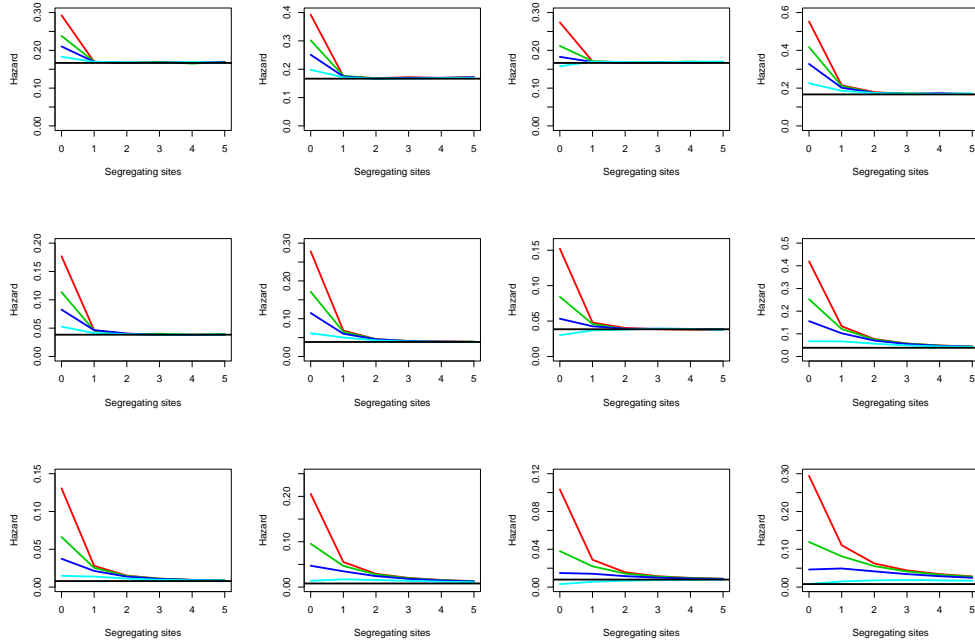 Hazard
0.00 0.10 0.20 0.30
0 1 2 3 4 5
Segregating sites
Hazard
0.0 0.1 0.2 0.3 0.4
0 1 2 3 4 5
Segregating sites
Hazard
0.00 0.10 0.20 0.30
0 1 2 3 4 5
Segregating sites
Hazard
0.0 0.2 0.4 0.6
0 1 2 3 4 5
Segregating sites
Hazard
0.00 0.05 0.10 0.15 0.20
0 1 2 3 4 5
Segregating sites
Hazard
0.00 0.10 0.20 0.30
0 1 2 3 4 5
Segregating sites
Hazard
0.00 0.05 0.10 0.15
0 1 2 3 4 5
Segregating sites
Hazard
0.0 0.1 0.2 0.3 0.4 0.5
0 1 2 3 4 5
Segregating sites
Hazard
0.00 0.05 0.10 0.15
0 1 2 3 4 5
Segregating sites
Hazard
0.00 0.10 0.20
0 1 2 3 4 5
Segregating sites
Hazard
0.00 0.04 0.08 0.12
0 1 2 3 4 5
Segregating sites
Hazard
0.00 0.10 0.20 0.30
0 1 2 3 4 5
Segregating sites